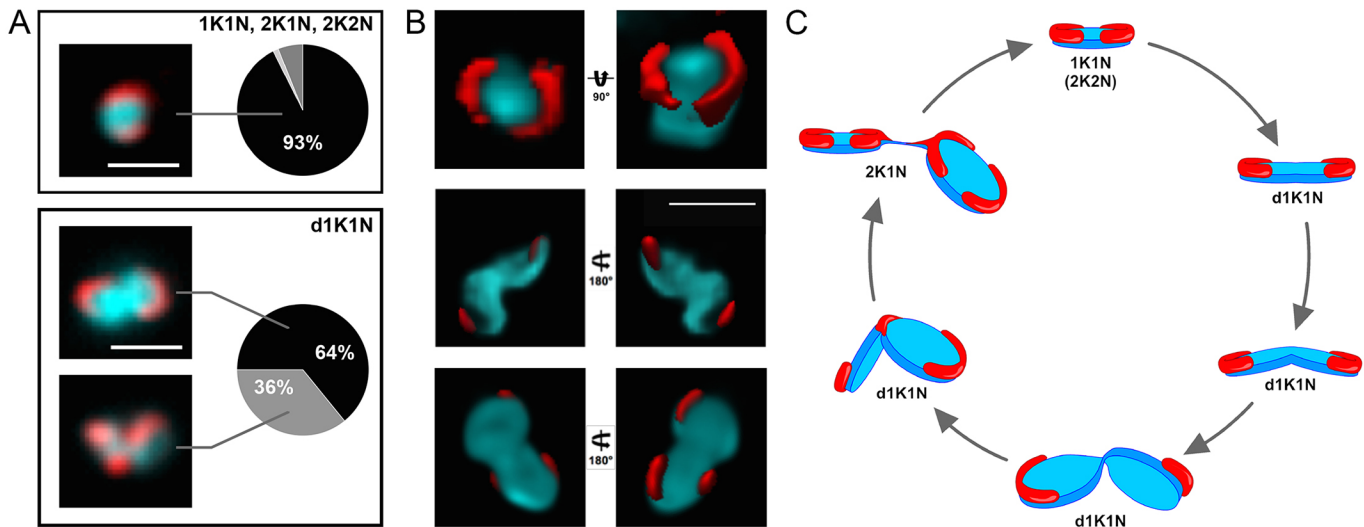 A
1K1N, 2K1N, 2K2N
93%
d1K1N
64%
36%
B
90°
180°
180°
C
1K1N
(2K2N)
d1K1N
d1K1N
d1K1N
d1K1N
2K1N